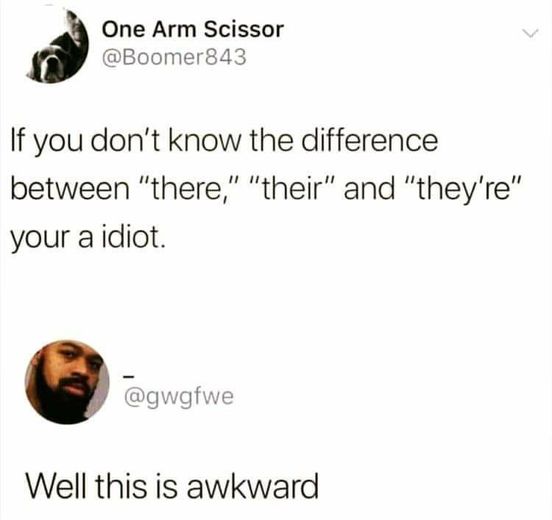 One Arm Scissor
@Boomer843
If you don't know the difference
between "there," "their" and "they're"
your a idiot.
-
@gwgfwe
Well this is awkward